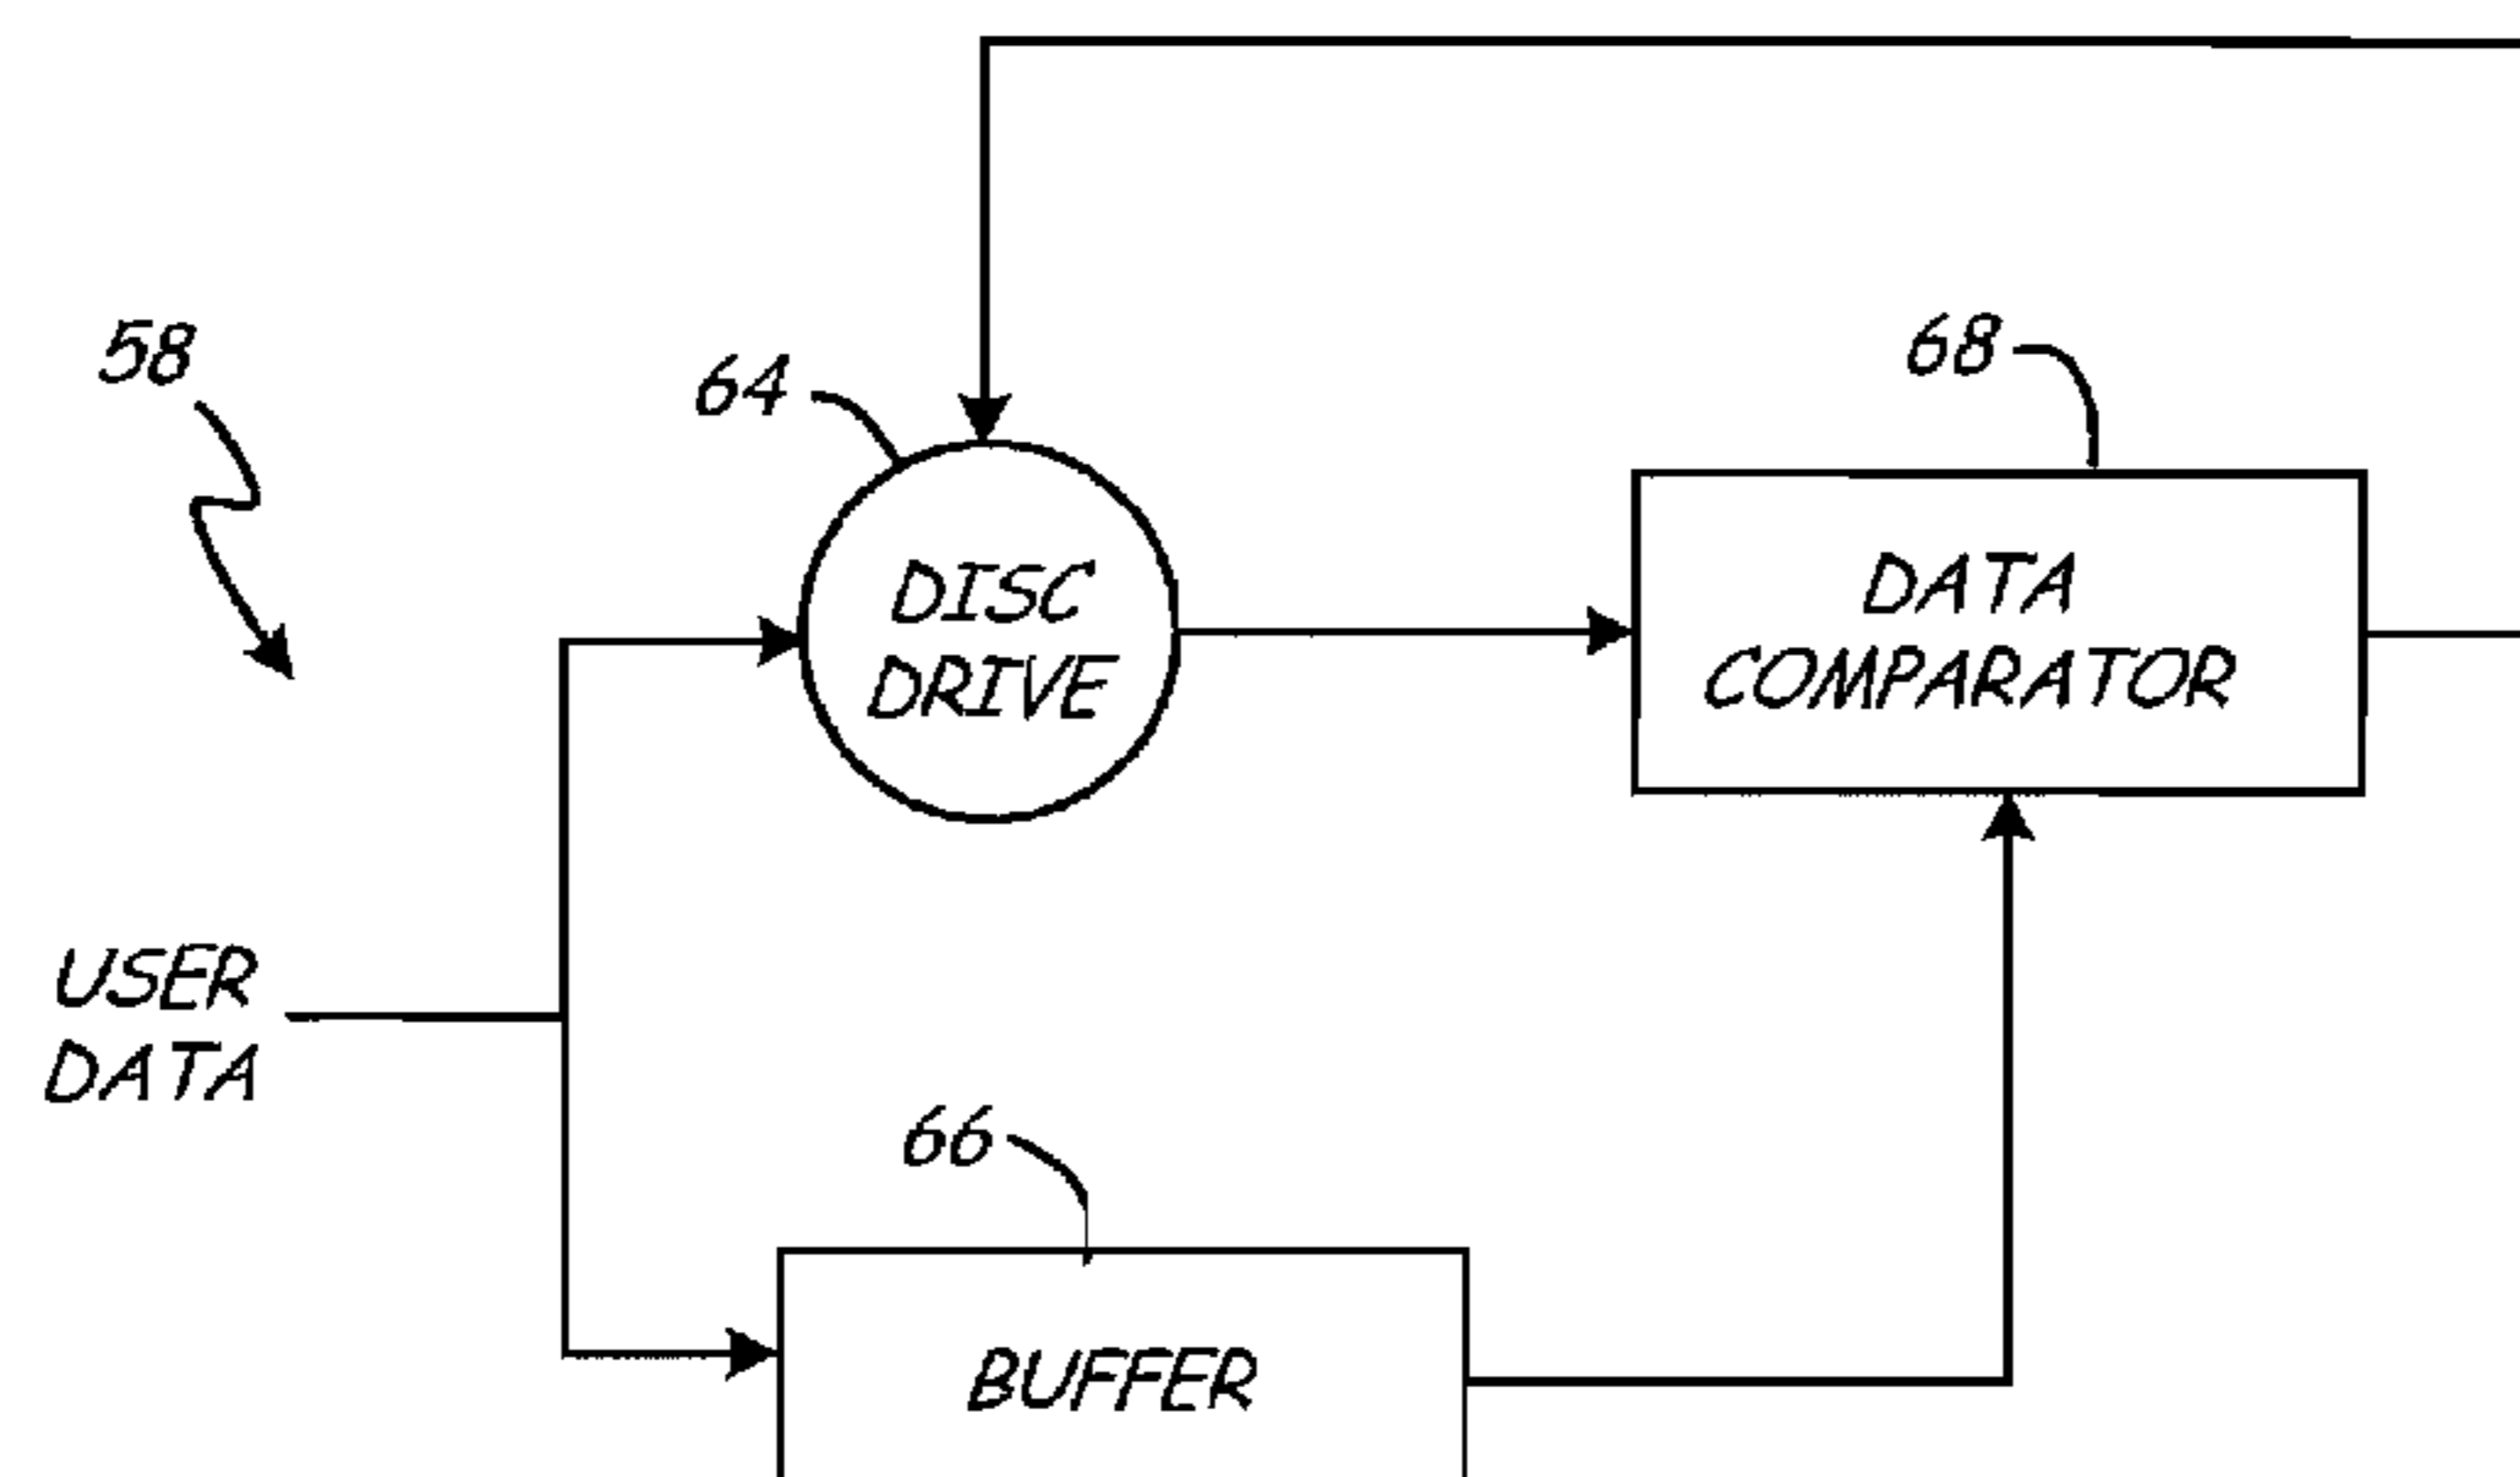 58
64
68
DISC
DRIVE
DATA
COMPARATOR
USER
DATA
66
BUFFER